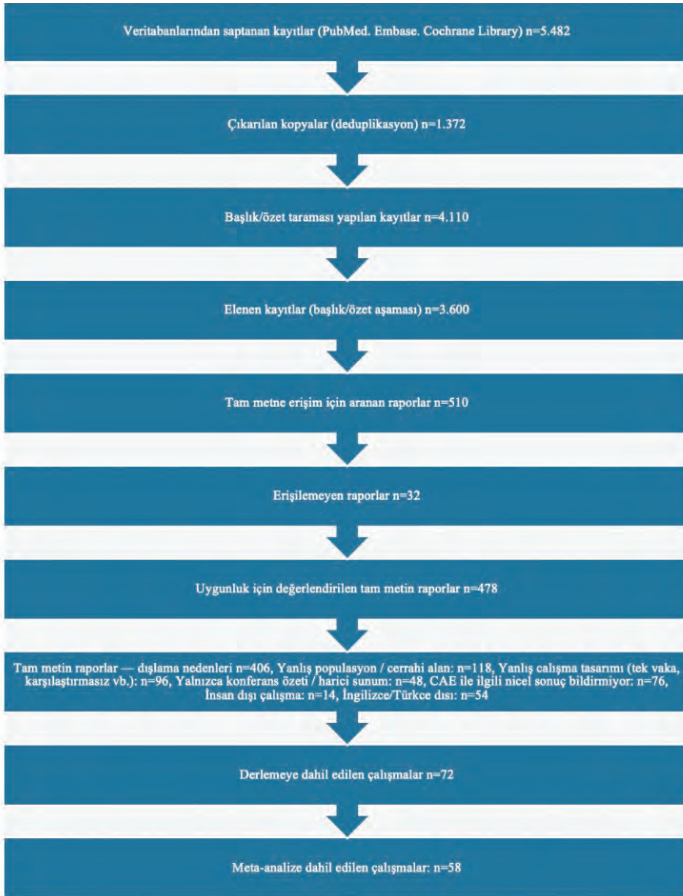 Veritabanlarından saptanan kayıtlar (PubMed. Embase. Cochrane Library) n=5.482
Çıkarılan kopyalar (deduplikasyon) n=1.372
Başlık/özet taraması yapılan kayıtlar n=4.110
Elenen kayıtlar (başlık/özet aşaması) n=3.600
Tam metne erişim için aranan raporlar n=510
Erişilemeyen raporlar n=32
Uygunluk için değerlendirilen tam metin raporlar n=478
Tam metin raporlar — dışlama nedenleri n=406, Yanlış populasyon / cerrahi alan: n=118, Yanlış çalışma tasarımı (tek vaka,
karşılaştırmasız vb.): n=96, Yalnızca konferans özeti / harici sunum: n=48, CAE ile ilgili nicel sonuç bildirmiyor: n=76,
İnsan dışı çalışma: n=14, İngilizce/Türkce dısı: n=54
Derlemeye dahil edilen çalışmalar n=72
Meta-analize dahil edilen çalışmalar: n=58